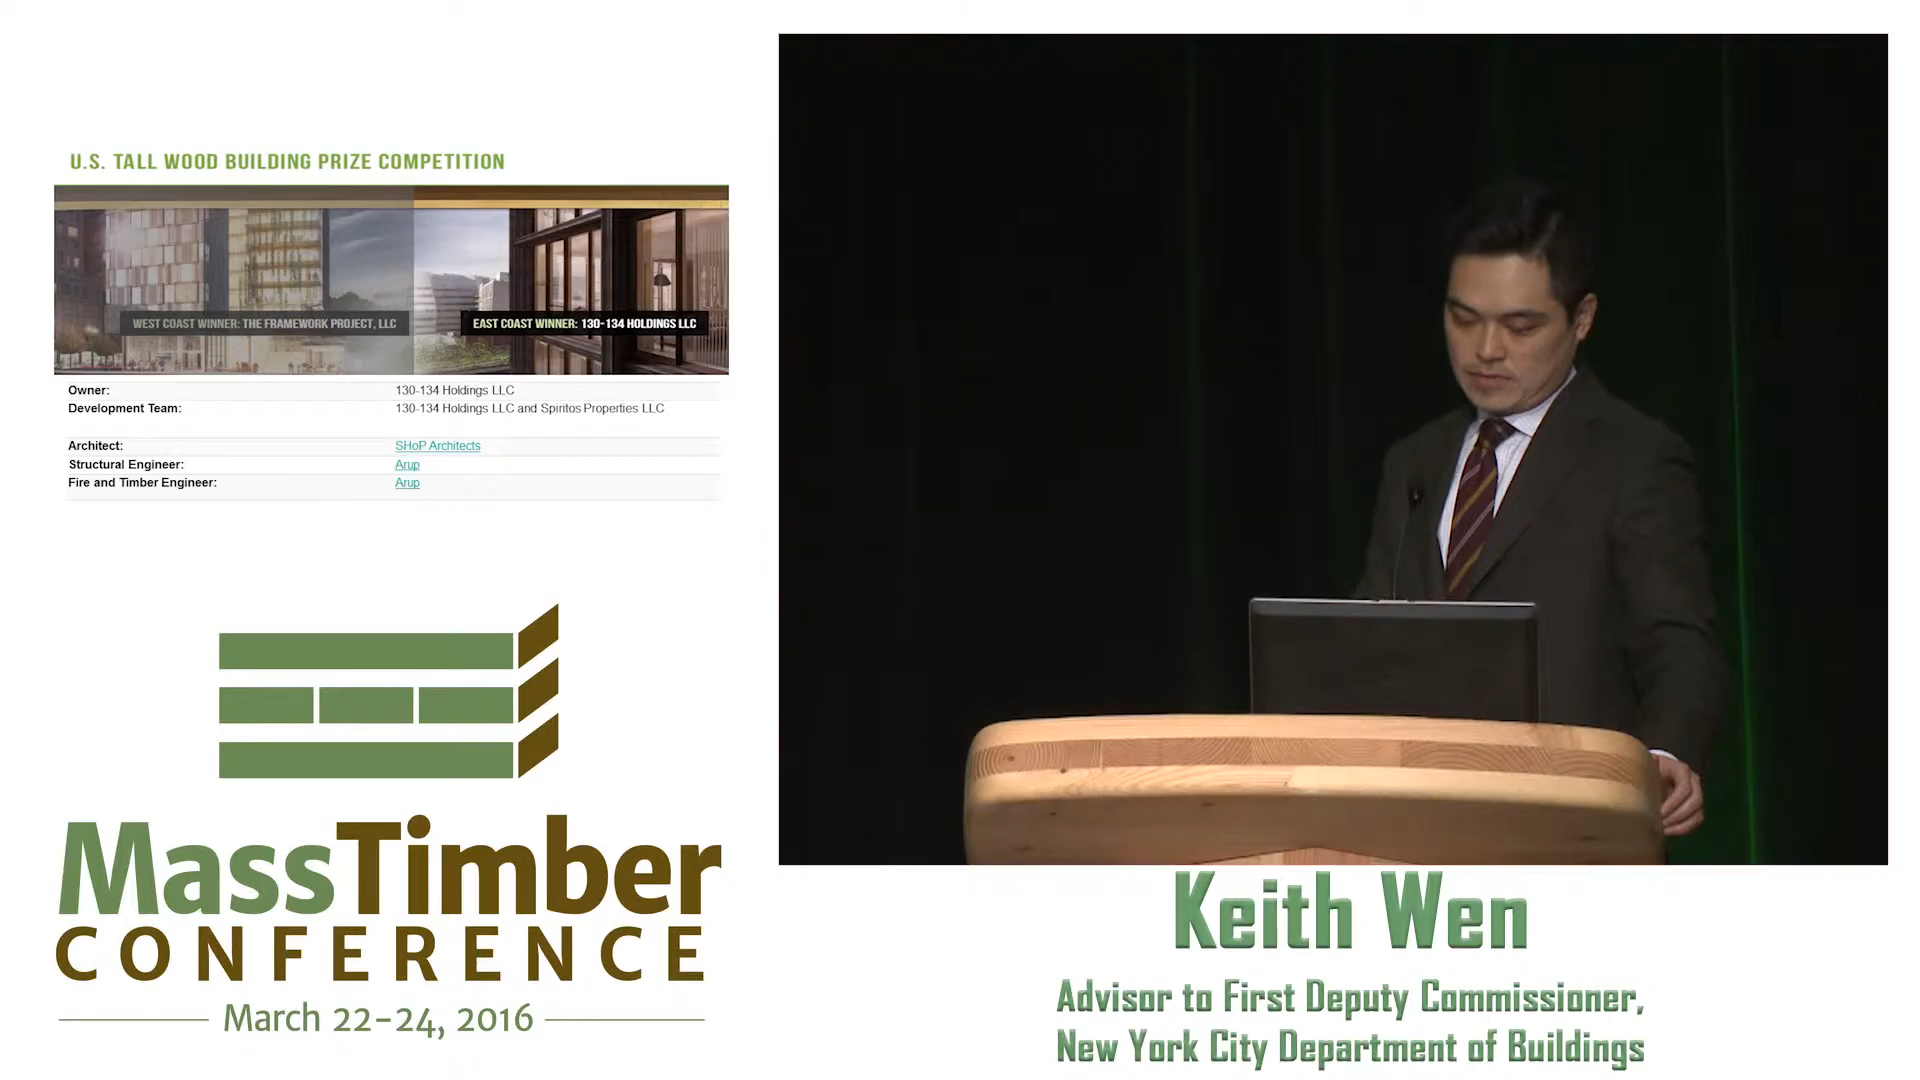 U.S. TALL WOOD BUILDING PRIZE COMPETITION
WEST COAST WINNER: THE FRAMEWORK PROJECT, LLC
EAST COAST WINNER: 130-134 HOLDINGS LLC
Owner: 130-134 Holdings LLC
Development Team: 130-134 Holdings LLC and Spiritos Properties LLC
Architect: SHoP Architects
Structural Engineer: Arup
Fire and Timber Engineer: Arup
MassTimber
CONFERENCE
March 22-24, 2016
Keith Wen
Advisor to First Deputy Commissioner,
New York City Department of Buildings